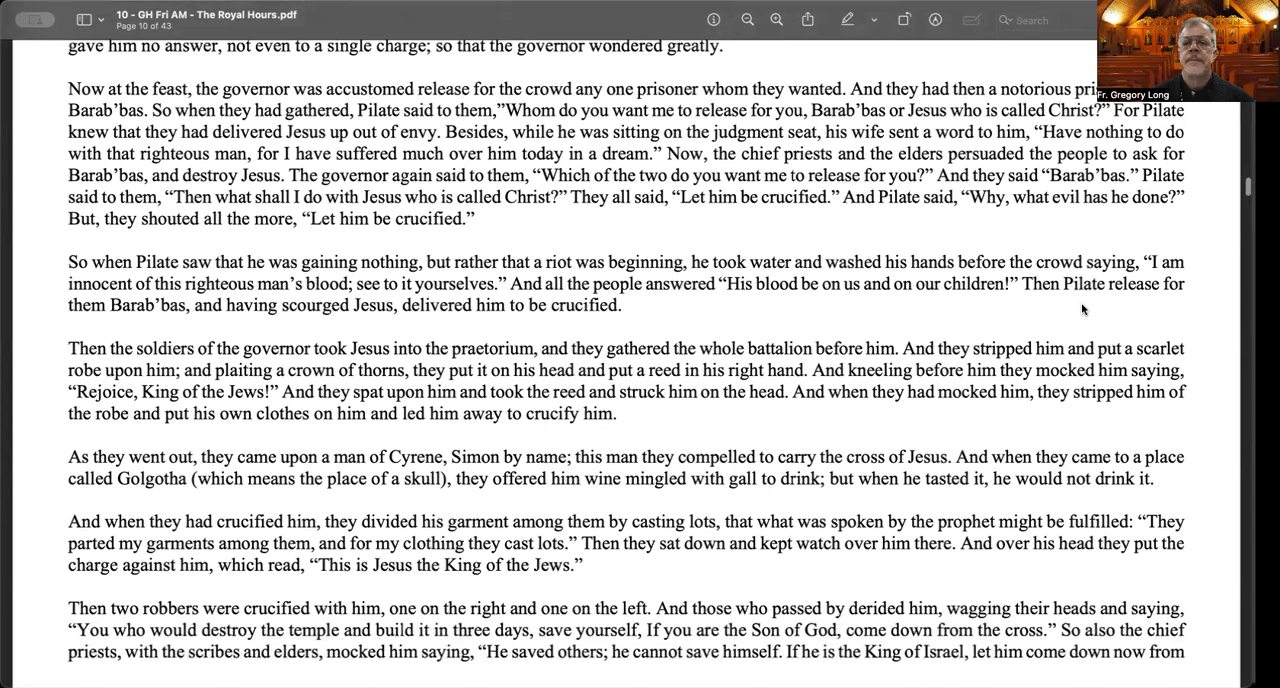 10 - GH Fri AM - The Royal Hours.pdf
Page 10 of 43
Search
Fr. Gregory Long
gave him no answer, not even to a single charge; so that the governor wondered greatly.
Now at the feast, the governor was accustomed release for the crowd any one prisoner whom they wanted. And they had then a notorious pri
Barab’bas. So when they had gathered, Pilate said to them,”Whom do you want me to release for you, Barab’bas or Jesus who is called Christ?” For Pilate
knew that they had delivered Jesus up out of envy. Besides, while he was sitting on the judgment seat, his wife sent a word to him, “Have nothing to do
with that righteous man, for I have suffered much over him today in a dream.” Now, the chief priests and the elders persuaded the people to ask for
Barab’bas, and destroy Jesus. The governor again said to them, “Which of the two do you want me to release for you?” And they said “Barab’bas.” Pilate
said to them, “Then what shall I do with Jesus who is called Christ?” They all said, “Let him be crucified.” And Pilate said, “Why, what evil has he done?”
But, they shouted all the more, “Let him be crucified.”
So when Pilate saw that he was gaining nothing, but rather that a riot was beginning, he took water and washed his hands before the crowd saying, “I am
innocent of this righteous man’s blood; see to it yourselves.” And all the people answered “His blood be on us and on our children!” Then Pilate release for
them Barab’bas, and having scourged Jesus, delivered him to be crucified.
Then the soldiers of the governor took Jesus into the praetorium, and they gathered the whole battalion before him. And they stripped him and put a scarlet
robe upon him; and plaiting a crown of thorns, they put it on his head and put a reed in his right hand. And kneeling before him they mocked him saying,
“Rejoice, King of the Jews!” And they spat upon him and took the reed and struck him on the head. And when they had mocked him, they stripped him of
the robe and put his own clothes on him and led him away to crucify him.
As they went out, they came upon a man of Cyrene, Simon by name; this man they compelled to carry the cross of Jesus. And when they came to a place
called Golgotha (which means the place of a skull), they offered him wine mingled with gall to drink; but when he tasted it, he would not drink it.
And when they had crucified him, they divided his garment among them by casting lots, that what was spoken by the prophet might be fulfilled: “They
parted my garments among them, and for my clothing they cast lots.” Then they sat down and kept watch over him there. And over his head they put the
charge against him, which read, “This is Jesus the King of the Jews.”
Then two robbers were crucified with him, one on the right and one on the left. And those who passed by derided him, wagging their heads and saying,
“You who would destroy the temple and build it in three days, save yourself, If you are the Son of God, come down from the cross.” So also the chief
priests, with the scribes and elders, mocked him saying, “He saved others; he cannot save himself. If he is the King of Israel, let him come down now from